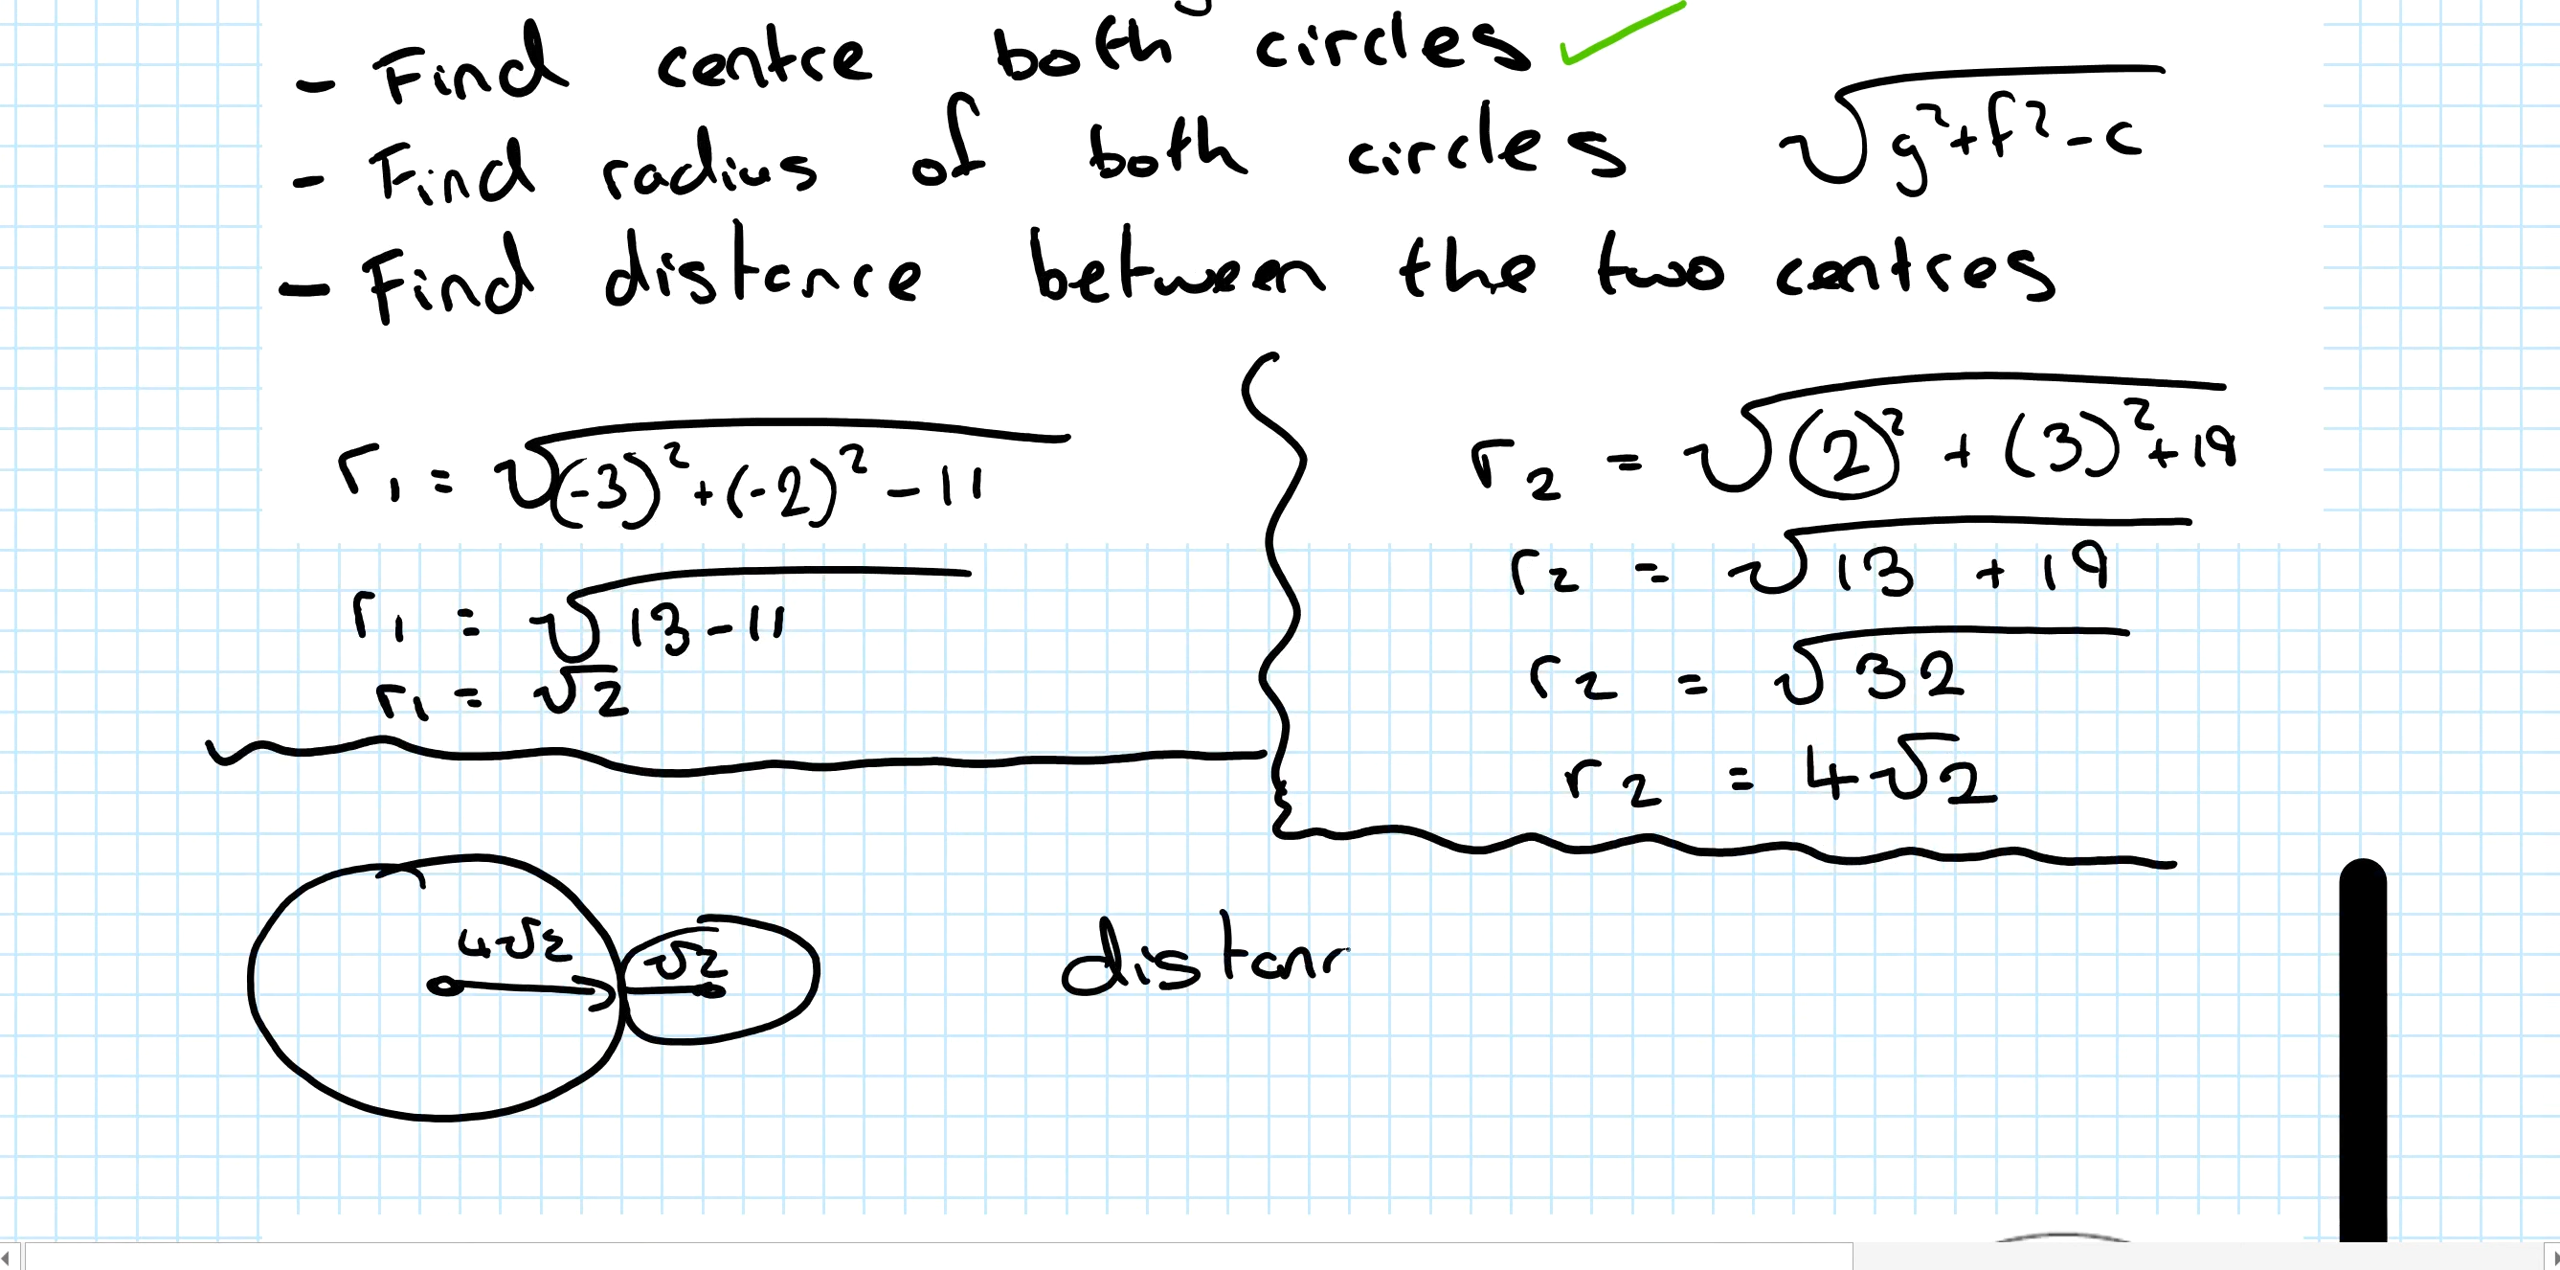 - Find centre both circles ✓
- Find radius of both circles √(g²+f²-c)
- Find distance between the two centres
r₁ = √((-3)²+(-2)²-11)
r₁ = √(13-11)
r₁ = √2
r₂ = √((2)² + (3)²+19)
r₂ = √(13 + 19)
r₂ = √32
r₂ = 4√2
4√2
√2
distanr